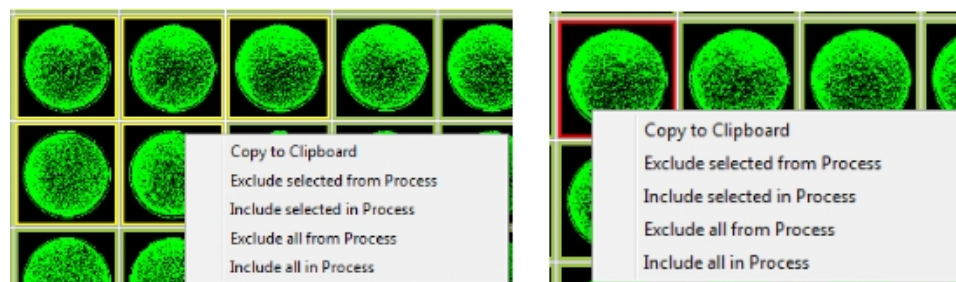 Copy to Clipboard
Exclude selected from Process
Include selected in Process
Exclude all from Process
Include all in Process
Copy to Clipboard
Exclude selected from Process
Include selected in Process
Exclude all from Process
Include all in Process